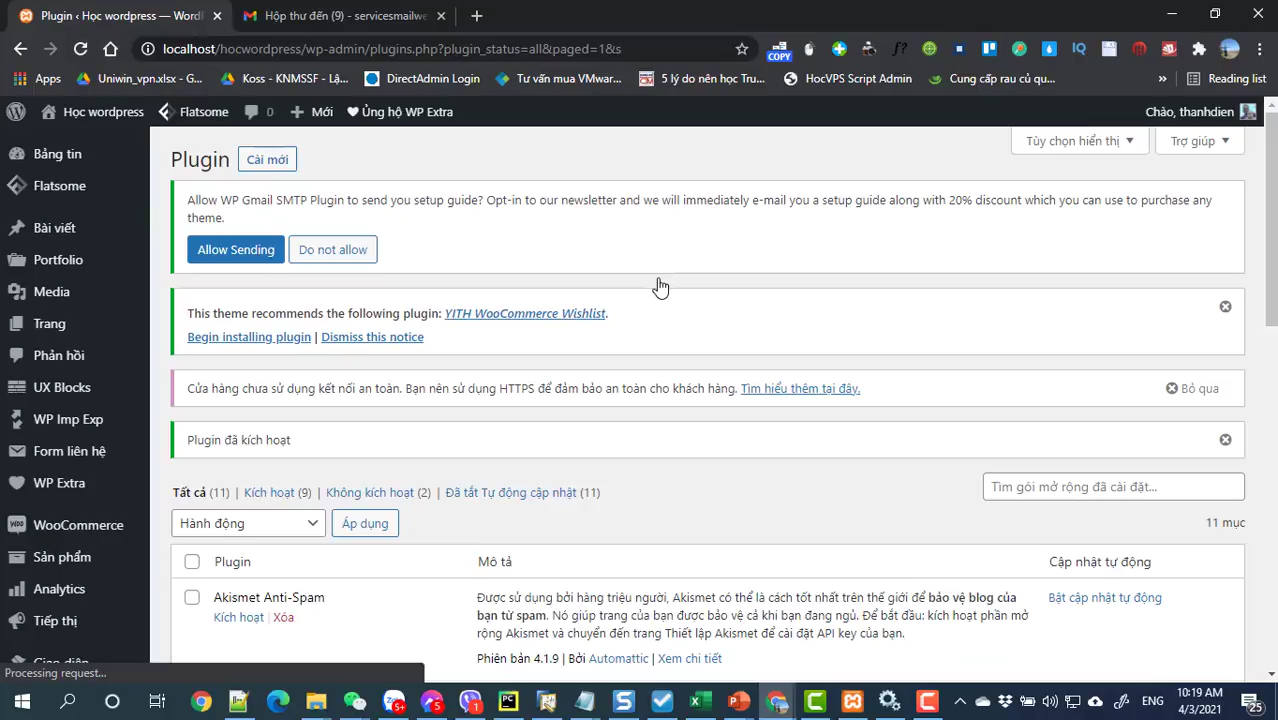 Plugin ‹ Học wordpress — WordP
Hộp thư đến (9) - servicesmailwe
localhost/hocwordpress/wp-admin/plugins.php?plugin_status=all&paged=1&s
COPY
f?
IQ
Apps
Uniwin_vpn.xlsx - G...
Koss - KNMSSF - Lậ...
DirectAdmin Login
Tư vấn mua VMwar...
5 lý do nên học Tru...
HocVPS Script Admin
Cung cấp rau củ qu...
»
Reading list
Học wordpress
Flatsome
0
Mới
Ủng hộ WP Extra
Chào, thanhdien
Bảng tin
Flatsome
Bài viết
Portfolio
Media
Trang
Phản hồi
UX Blocks
WP Imp Exp
Form liên hệ
WP Extra
WooCommerce
Sản phẩm
Analytics
Tiếp thị
Giao diện
Plugin
Cài mới
Tùy chọn hiển thị
Trợ giúp
Allow WP Gmail SMTP Plugin to send you setup guide? Opt-in to our newsletter and we will immediately e-mail you a setup guide along with 20% discount which you can use to purchase any
theme.
Allow Sending
Do not allow
This theme recommends the following plugin: YITH WooCommerce Wishlist.
Begin installing plugin | Dismiss this notice
Cửa hàng chưa sử dụng kết nối an toàn. Bạn nên sử dụng HTTPS để đảm bảo an toàn cho khách hàng. Tìm hiểu thêm tại đây.
Bỏ qua
Plugin đã kích hoạt
Tất cả (11) | Kích hoạt (9) | Không kích hoạt (2) | Đã tắt Tự động cập nhật (11)
Tìm gói mở rộng đã cài đặt...
Hành động
Áp dụng
11 mục
Plugin
Mô tả
Cập nhật tự động
Akismet Anti-Spam
Kích hoạt | Xóa
Được sử dụng bởi hàng triệu người, Akismet có thể là cách tốt nhất trên thế giới để bảo vệ blog của
bạn từ spam. Nó giúp trang của bạn được bảo vệ cả khi bạn đang ngủ. Để bắt đầu: kích hoạt phần mở
rộng Akismet và chuyển đến trang Thiết lập Akismet để cài đặt API key của bạn.
Phiên bản 4.1.9 | Bởi Automattic | Xem chi tiết
Bật cập nhật tự động
Processing request...
ENG
10:19 AM
4/3/2021
25